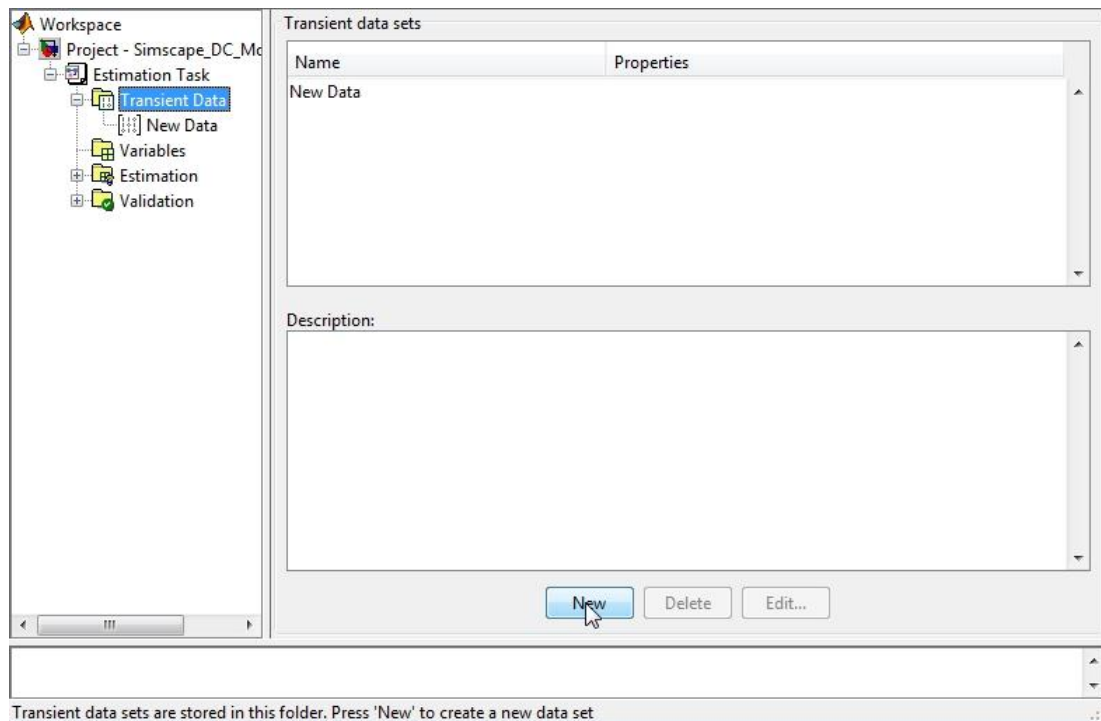 Workspace
Project - Simscape_DC_Mo
Estimation Task
Transient Data
New Data
Variables
Estimation
Validation
Transient data sets
Name Properties
New Data
Description:
New Delete Edit...
Transient data sets are stored in this folder. Press 'New' to create a new data set